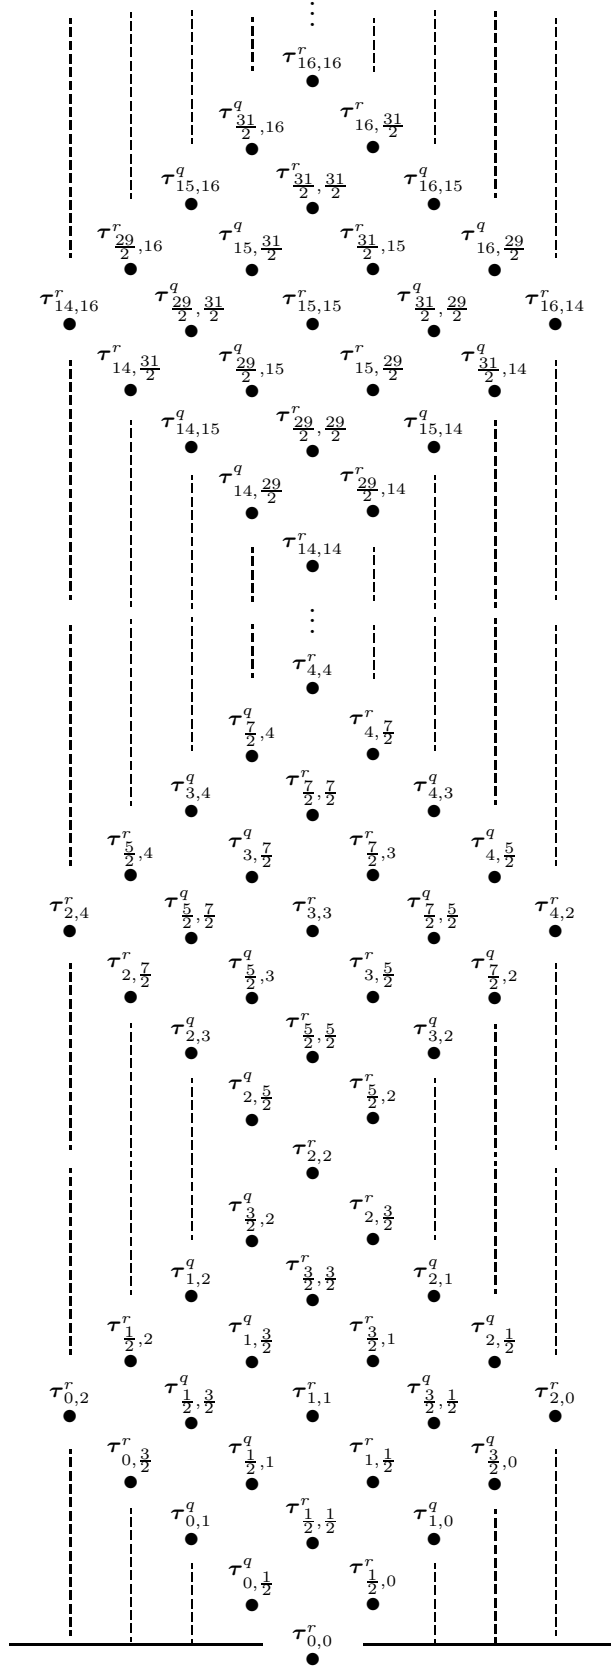 ⋮
τ^r_{16,16}
τ^q_{31/2,16} τ^r_{16,31/2}
τ^q_{15,16} τ^r_{31/2,31/2} τ^q_{16,15}
τ^r_{29/2,16} τ^q_{15,31/2} τ^r_{31/2,15} τ^q_{16,29/2}
τ^r_{14,16} τ^q_{29/2,31/2} τ^r_{15,15} τ^q_{31/2,29/2} τ^r_{16,14}
τ^r_{14,31/2} τ^q_{29/2,15} τ^r_{15,29/2} τ^q_{31/2,14}
τ^q_{14,15} τ^r_{29/2,29/2} τ^q_{15,14}
τ^q_{14,29/2} τ^r_{29/2,14}
τ^r_{14,14}
⋮
τ^r_{4,4}
τ^q_{7/2,4} τ^r_{4,7/2}
τ^q_{3,4} τ^r_{7/2,7/2} τ^q_{4,3}
τ^r_{5/2,4} τ^q_{3,7/2} τ^r_{7/2,3} τ^q_{4,5/2}
τ^r_{2,4} τ^q_{5/2,7/2} τ^r_{3,3} τ^q_{7/2,5/2} τ^r_{4,2}
τ^r_{2,7/2} τ^q_{5/2,3} τ^r_{3,5/2} τ^q_{7/2,2}
τ^q_{2,3} τ^r_{5/2,5/2} τ^q_{3,2}
τ^q_{2,5/2} τ^r_{5/2,2}
τ^r_{2,2}
τ^q_{3/2,2} τ^r_{2,3/2}
τ^q_{1,2} τ^r_{3/2,3/2} τ^q_{2,1}
τ^r_{1/2,2} τ^q_{1,3/2} τ^r_{3/2,1} τ^q_{2,1/2}
τ^r_{0,2} τ^q_{1/2,3/2} τ^r_{1,1} τ^q_{3/2,1/2} τ^r_{2,0}
τ^r_{0,3/2} τ^q_{1/2,1} τ^r_{1,1/2} τ^q_{3/2,0}
τ^q_{0,1} τ^r_{1/2,1/2} τ^q_{1,0}
τ^q_{0,1/2} τ^r_{1/2,0}
τ^r_{0,0}